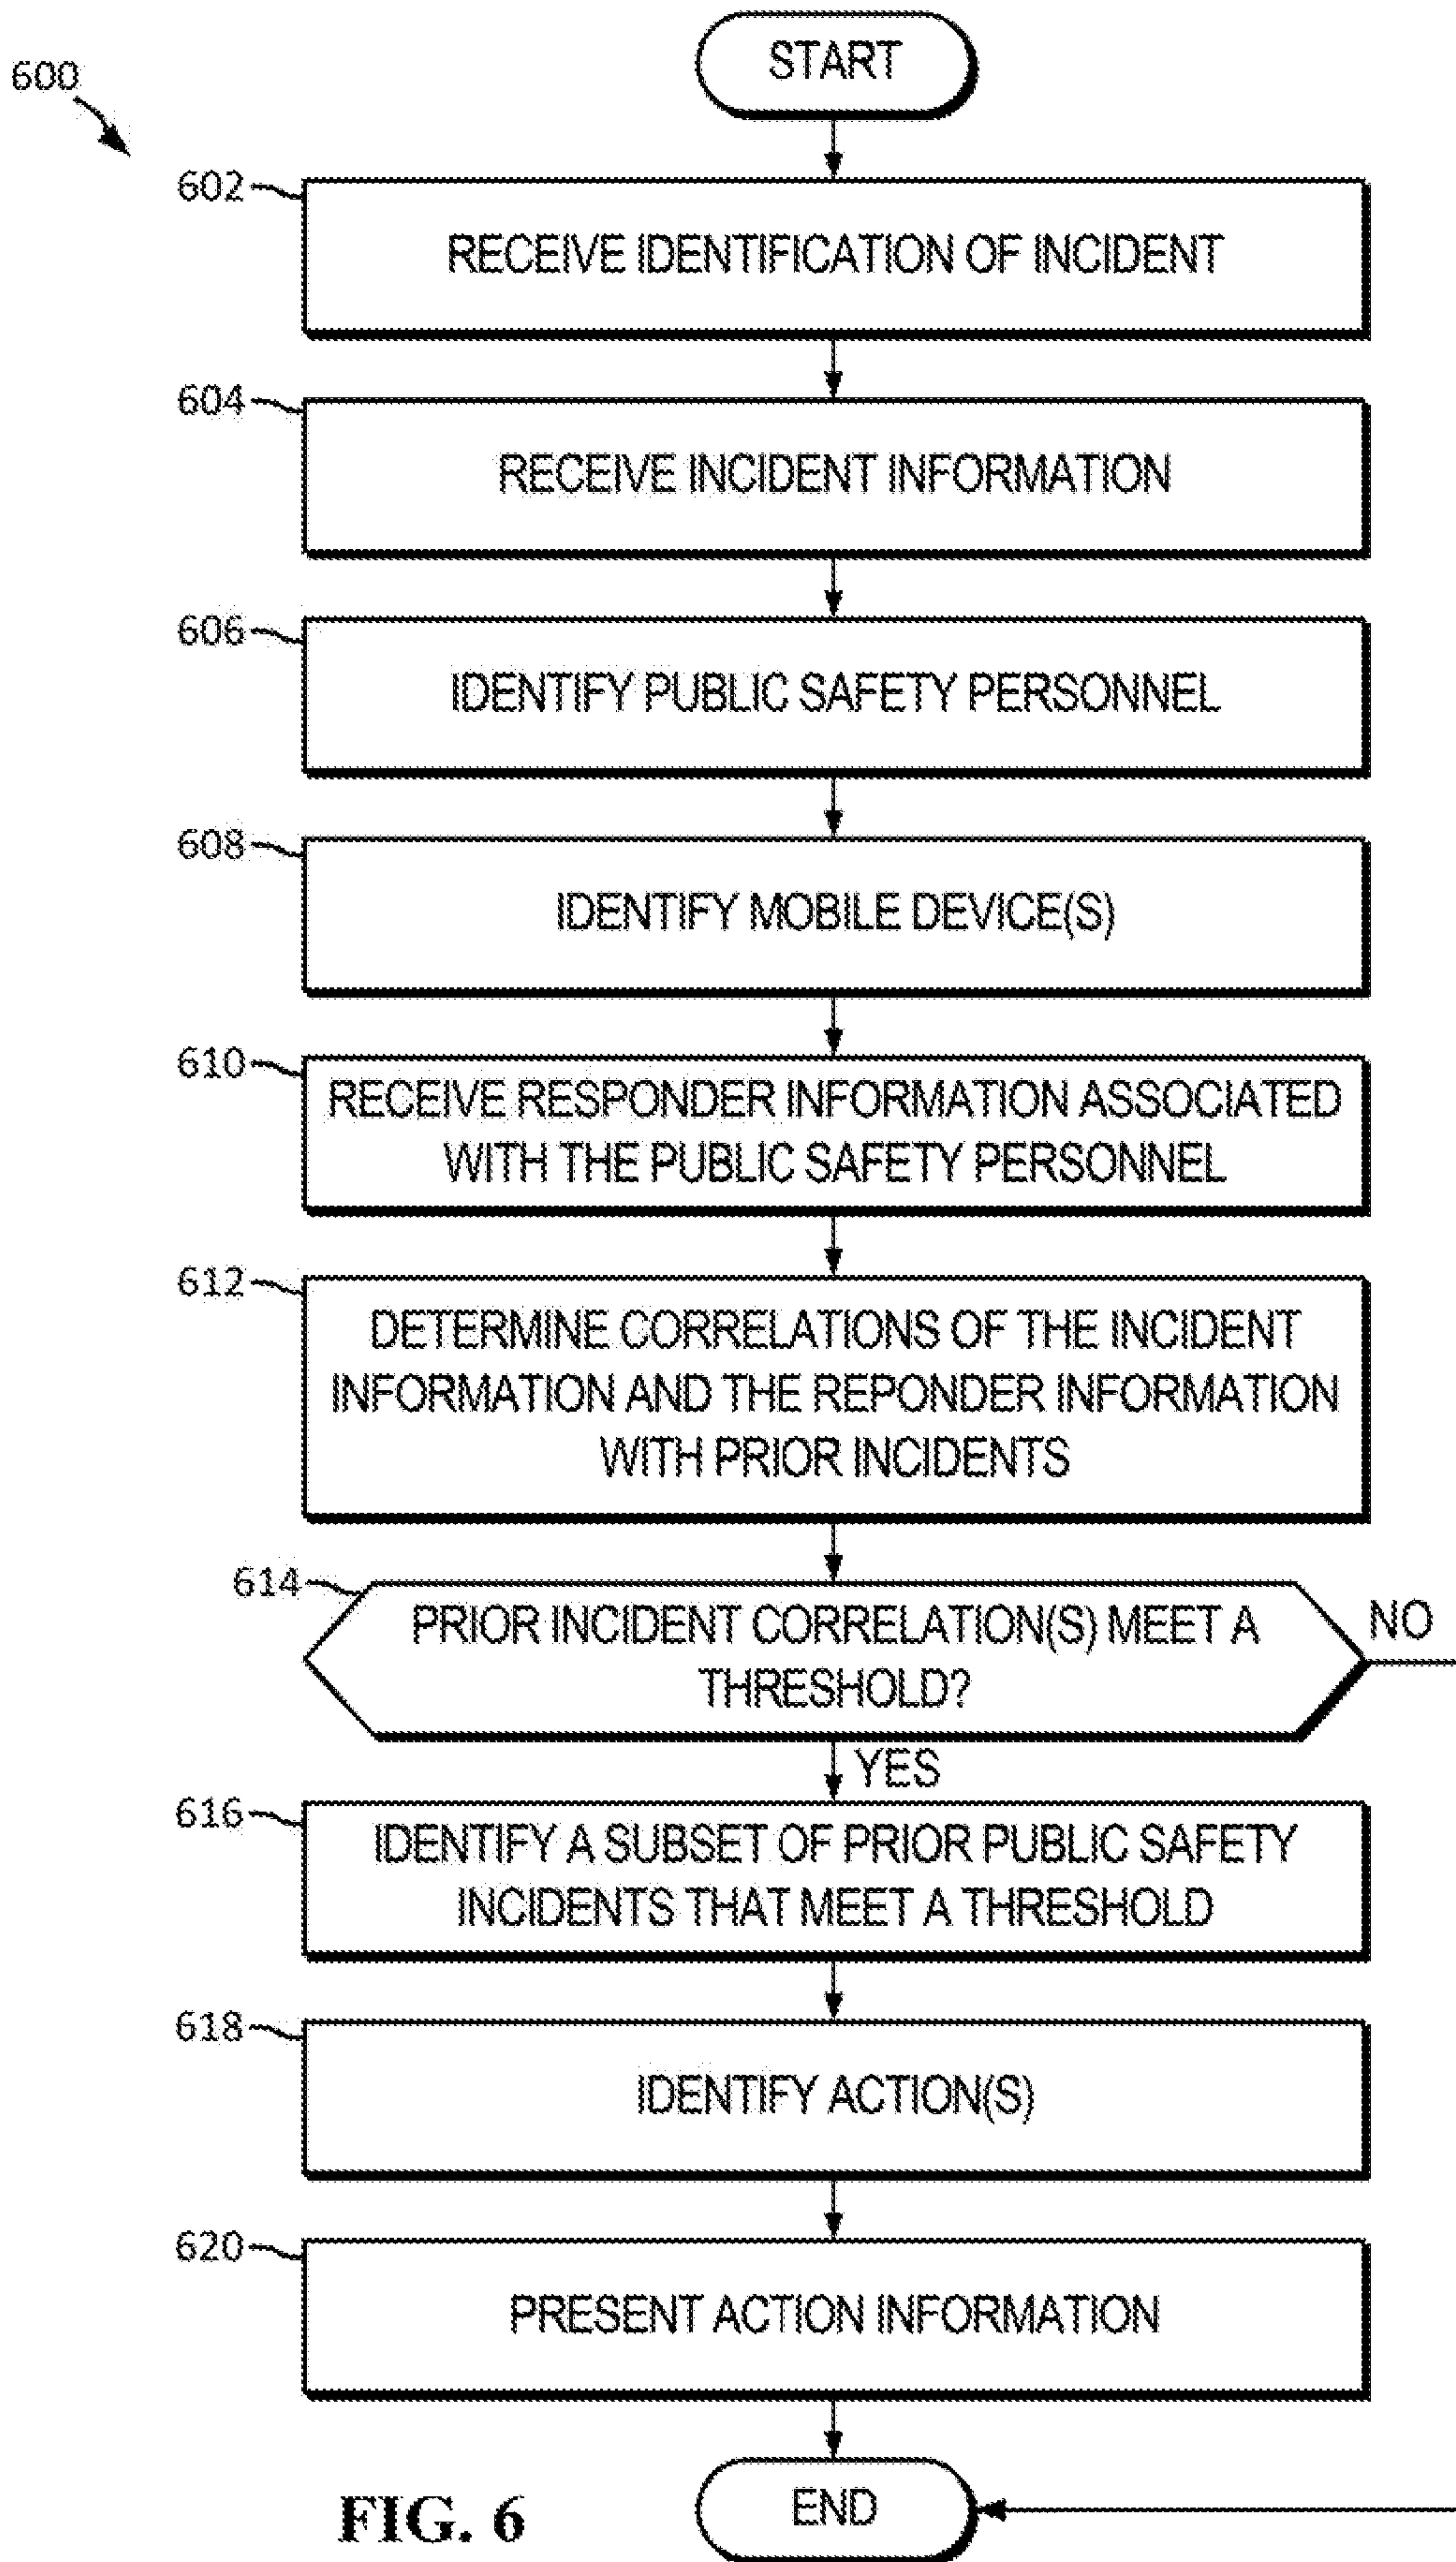 START
600
602
RECEIVE IDENTIFICATION OF INCIDENT
604
RECEIVE INCIDENT INFORMATION
606
IDENTIFY PUBLIC SAFETY PERSONNEL
608
IDENTIFY MOBILE DEVICE(S)
610
RECEIVE RESPONDER INFORMATION ASSOCIATED
WITH THE PUBLIC SAFETY PERSONNEL
612
DETERMINE CORRELATIONS OF THE INCIDENT
INFORMATION AND THE REPONDER INFORMATION
WITH PRIOR INCIDENTS
614
PRIOR INCIDENT CORRELATION(S) MEET A
THRESHOLD?
NO
YES
616
IDENTIFY A SUBSET OF PRIOR PUBLIC SAFETY
INCIDENTS THAT MEET A THRESHOLD
618
IDENTIFY ACTION(S)
620
PRESENT ACTION INFORMATION
END
FIG. 6